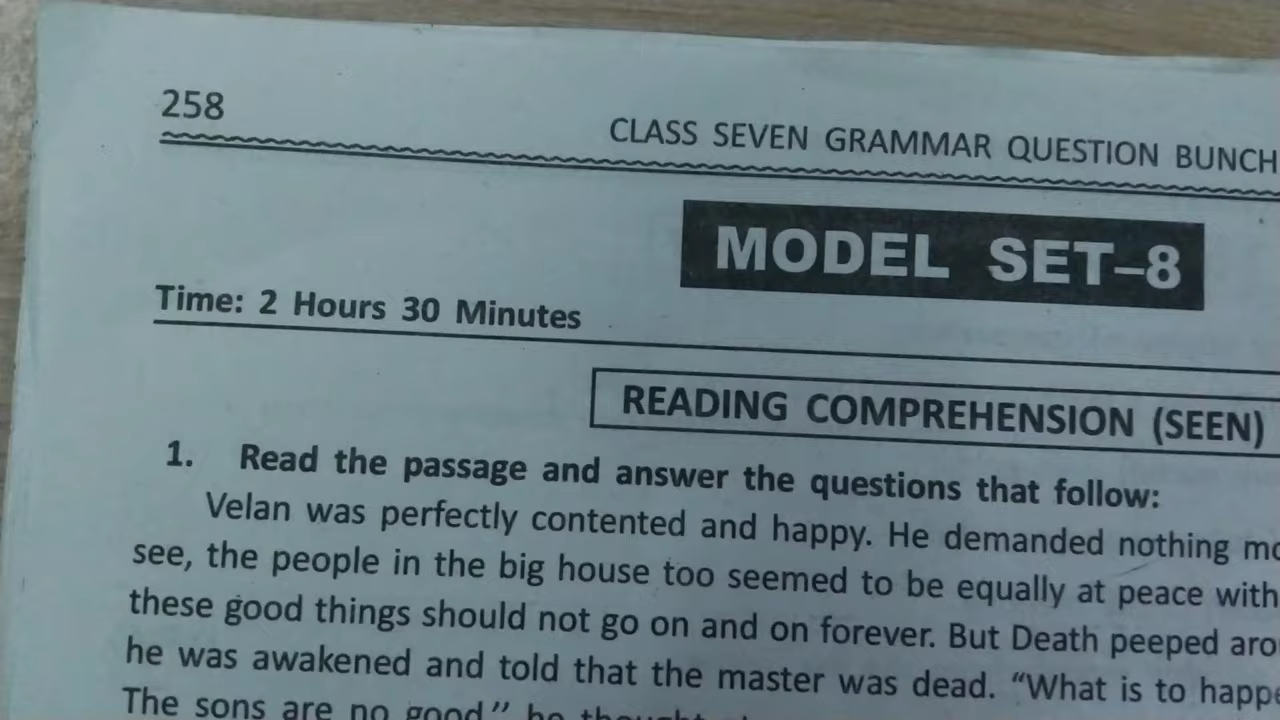 258
CLASS SEVEN GRAMMAR QUESTION BUNCH
MODEL SET–8
Time: 2 Hours 30 Minutes
READING COMPREHENSION (SEEN)
1. Read the passage and answer the questions that follow:
Velan was perfectly contented and happy. He demanded nothing
see, the people in the big house too seemed to be equally at peace with
these good things should not go on and on forever. But Death peeped
he was awakened and told that the master was dead. “What is to
The sons are no good,” he thought